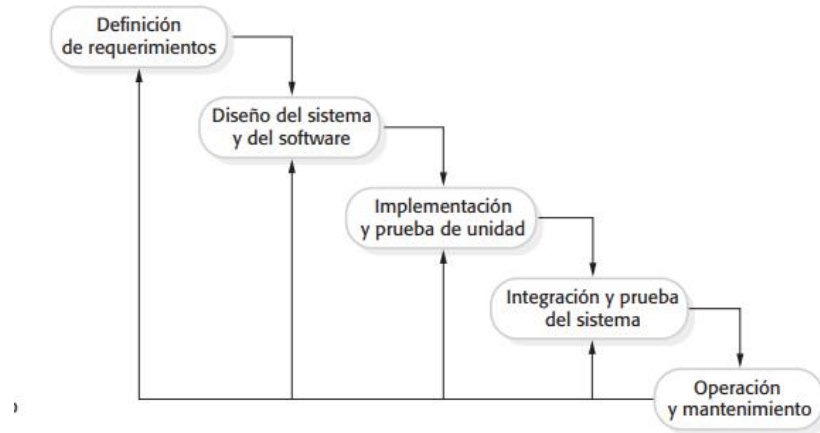 Definición
de requerimientos
Diseño del sistema
y del software
Implementación
y prueba de unidad
Integración y prueba
del sistema
Operación
y mantenimiento